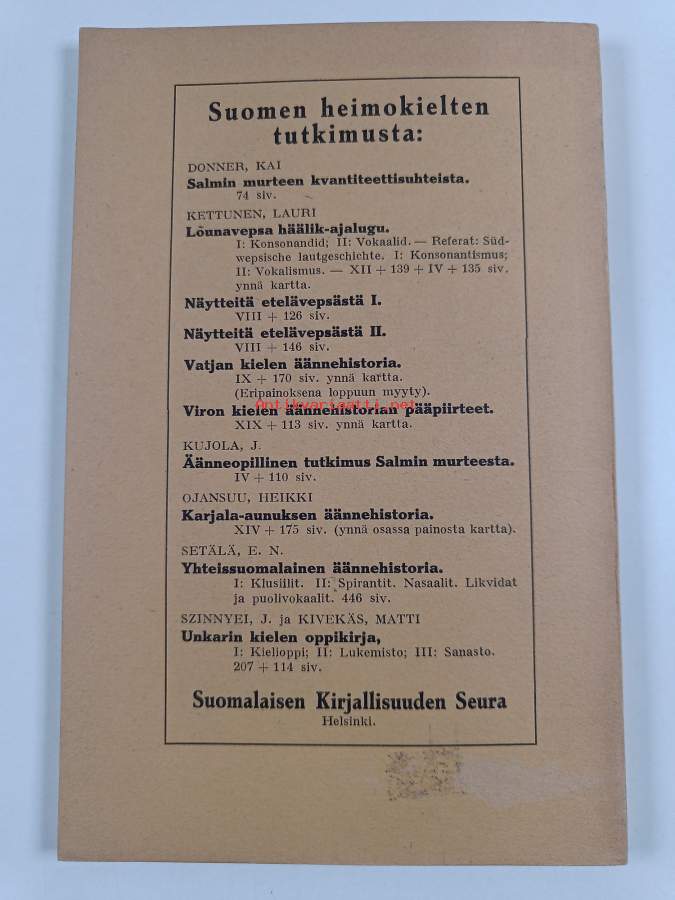 Suomen heimokielten
tutkimusta:
DONNER, KAI
Salmin murteen kvantiteettisuhteista.
74 siv.
KETTUNEN, LAURI
Lõunavepsa häälik-ajalugu.
I: Konsonandid; II: Vokaalid. — Referat: Süd-
wepsische lautgeschichte. I: Konsonantismus;
II: Vokalismus. — XII + 139 + IV + 135 siv.
ynnä kartta.
Näytteitä etelävepsästä I.
VIII + 126 siv.
Näytteitä etelävepsästä II.
VIII + 146 siv.
Vatjan kielen äännehistoria.
IX + 170 siv. ynnä kartta.
(Eripainoksena loppuun myyty).
Antikvariaatti.net
Viron kielen äännehistorian pääpiirteet.
XIX + 113 siv. ynnä kartta.
KUJOLA, J.
Äänneopillinen tutkimus Salmin murteesta.
IV + 110 siv.
OJANSUU, HEIKKI
Karjala-aunuksen äännehistoria.
XIV + 175 siv. (ynnä osassa painosta kartta).
SETÄLÄ, E. N.
Yhteissuomalainen äännehistoria.
I: Klusiilit. II: Spirantit. Nasaalit. Likvidat
ja puolivokaalit. 446 siv.
SZINNYEI, J. ja KIVEKÄS, MATTI
Unkarin kielen oppikirja,
I: Kielioppi; II: Lukemisto; III: Sanasto.
207 + 114 siv.
Suomalaisen Kirjallisuuden Seura
Helsinki.